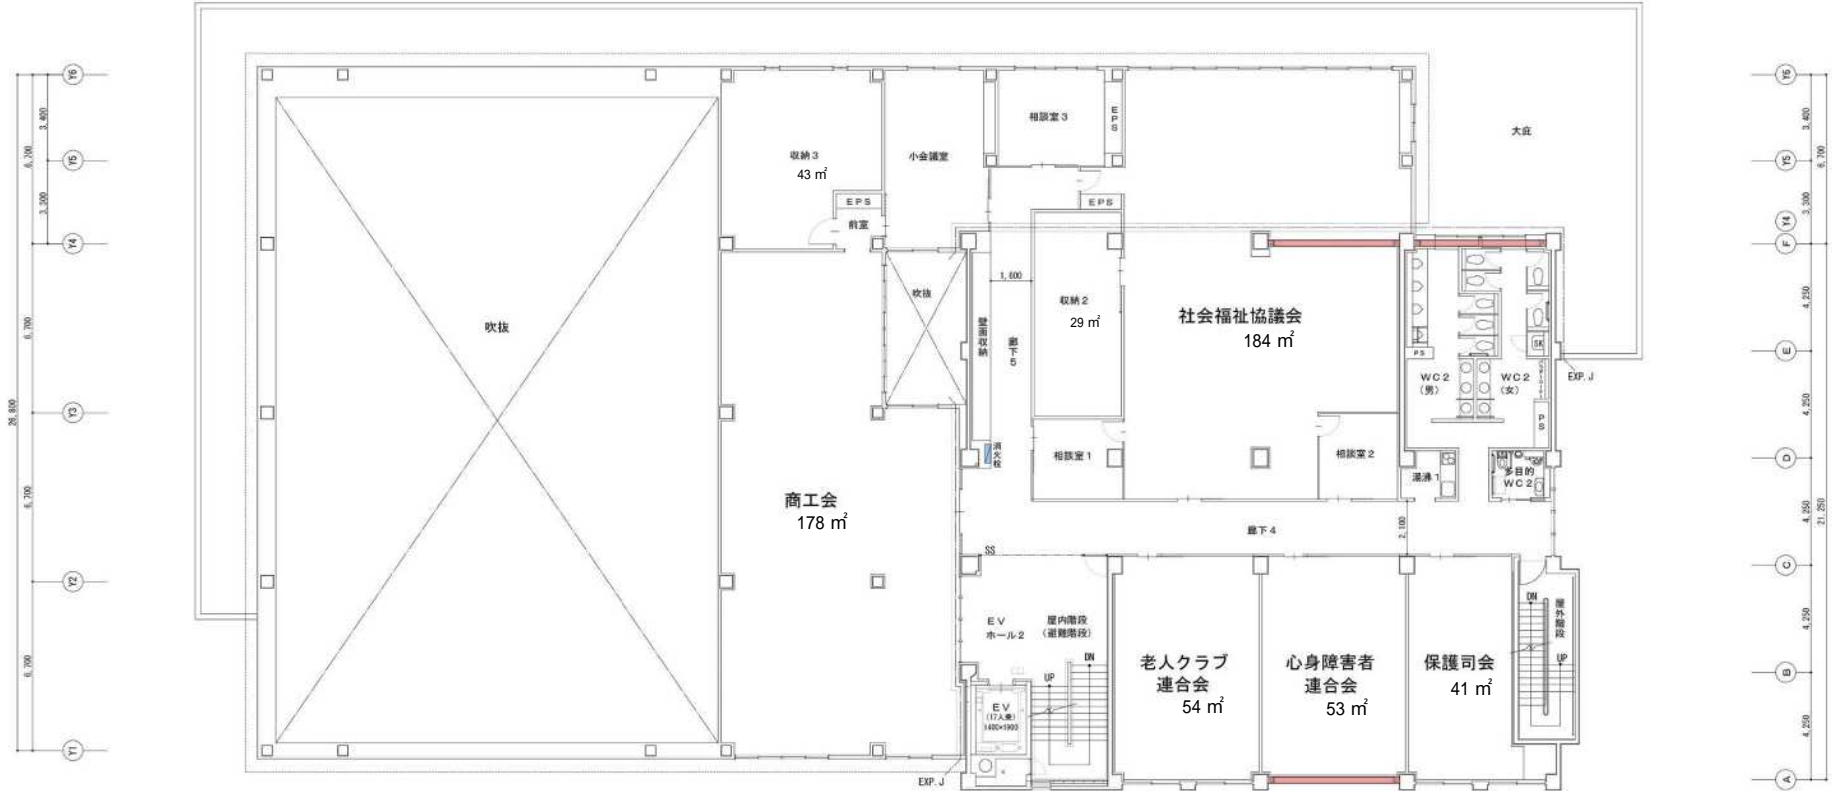 Y6
Y5
Y4
Y3
Y2
Y1
3,400
3,300
6,700
6,700
6,700
6,700
26,800
吹抜
収納3
43 ㎡
EPS
前室
小会議室
相談室3
EPS
EPS
大庇
吹抜
1,600
壁面収納
廊下5
収納2
29 ㎡
社会福祉協議会
184 ㎡
PS
SK
WC2
(男)
WC2
(女)
PS
EXP.J
消火栓
相談室1
相談室2
湯沸1
多目的
WC2
商工会
178 ㎡
廊下4
2,100
SS
EV
ホール2
屋内階段
(避難階段)
DN
UP
EV
(17人乗)
1400×1900
EXP.J
老人クラブ
連合会
54 ㎡
心身障害者
連合会
53 ㎡
保護司会
41 ㎡
DN
屋外階段
UP
Y6
Y5
Y4
F
E
D
C
B
A
3,400
3,300
6,700
4,250
4,250
4,250
4,250
4,250
21,250